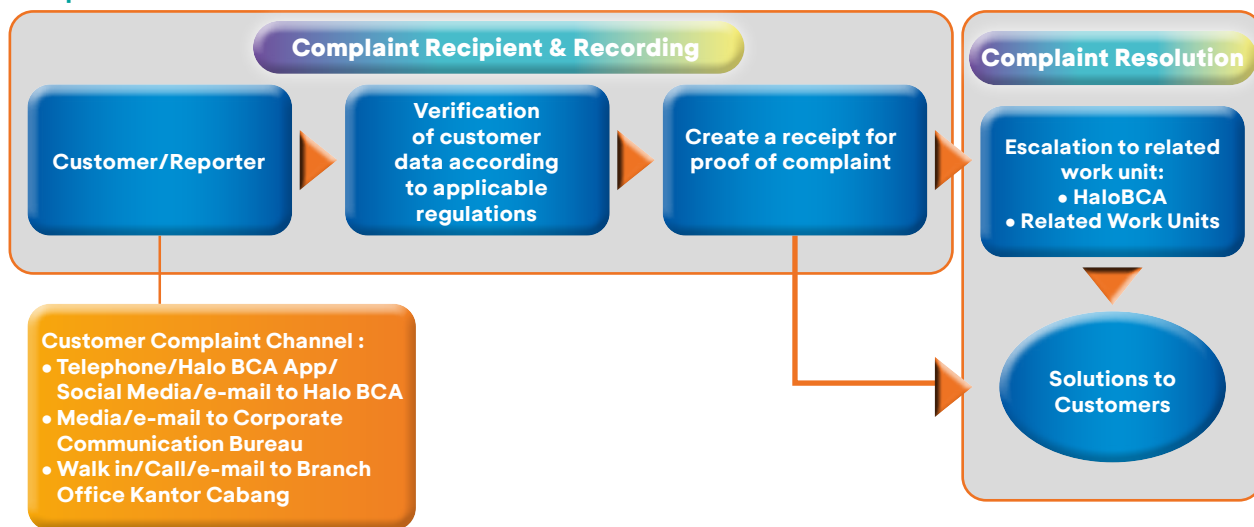 Complaint Recipient & Recording
Customer/Reporter
Verification
of customer
data according
to applicable
regulations
Create a receipt for
proof of complaint
Customer Complaint Channel :
• Telephone/Halo BCA App/
Social Media/e-mail to Halo BCA
• Media/e-mail to Corporate
Communication Bureau
• Walk in/Call/e-mail to Branch
Office Kantor Cabang
Complaint Resolution
Escalation to related
work unit:
• HaloBCA
• Related Work Units
Solutions to
Customers